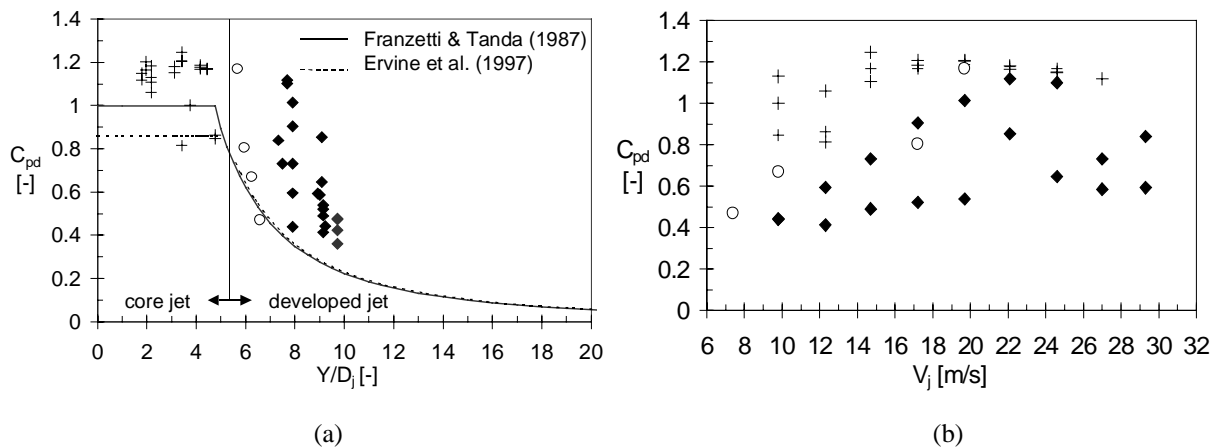 1.4
1.2
1
0.8
0.6
0.4
0.2
0
C_pd
[-]
Franzetti & Tanda (1987)
Ervine et al. (1997)
core jet
developed jet
0 2 4 6 8 10 12 14 16 18 20
Y/D_j [-]
(a)
1.4
1.2
1.0
0.8
0.6
0.4
0.2
0.0
C_pd
[-]
6 8 10 12 14 16 18 20 22 24 26 28 30 32
V_j [m/s]
(b)